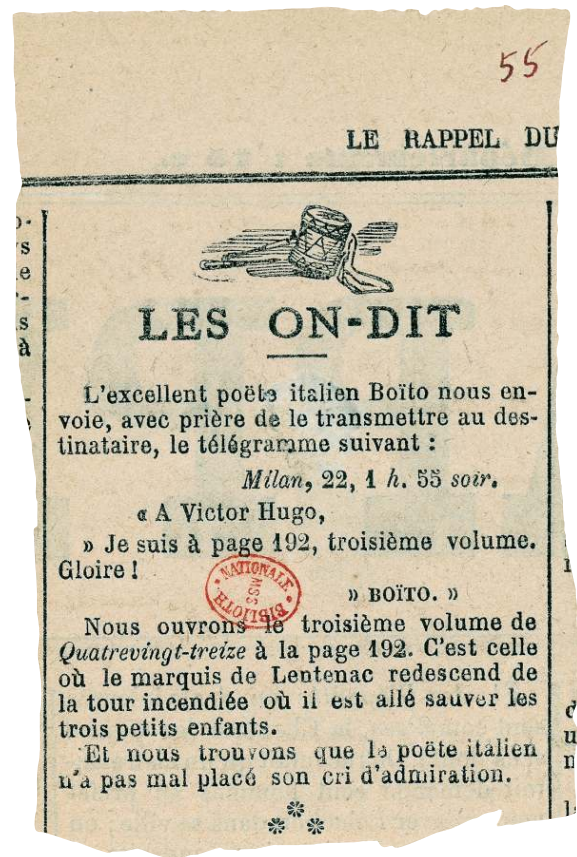 55
LE RAPPEL DU
LES ON-DIT
L'excellent poëte italien Boïto nous en-
voie, avec prière de le transmettre au des-
tinataire, le télégramme suivant :
Milan, 22, 1 h. 55 soir.
« A Victor Hugo,
» Je suis à page 192, troisième volume.
Gloire !
» BOÏTO. »
NATIONALE
MSS
BIBLIOTH.
Nous ouvrons le troisième volume de
Quatrevingt-treize à la page 192. C'est celle
où le marquis de Lentenac redescend de
la tour incendiée où il est allé sauver les
trois petits enfants.
Et nous trouvons que le poëte italien
n'a pas mal placé son cri d'admiration.